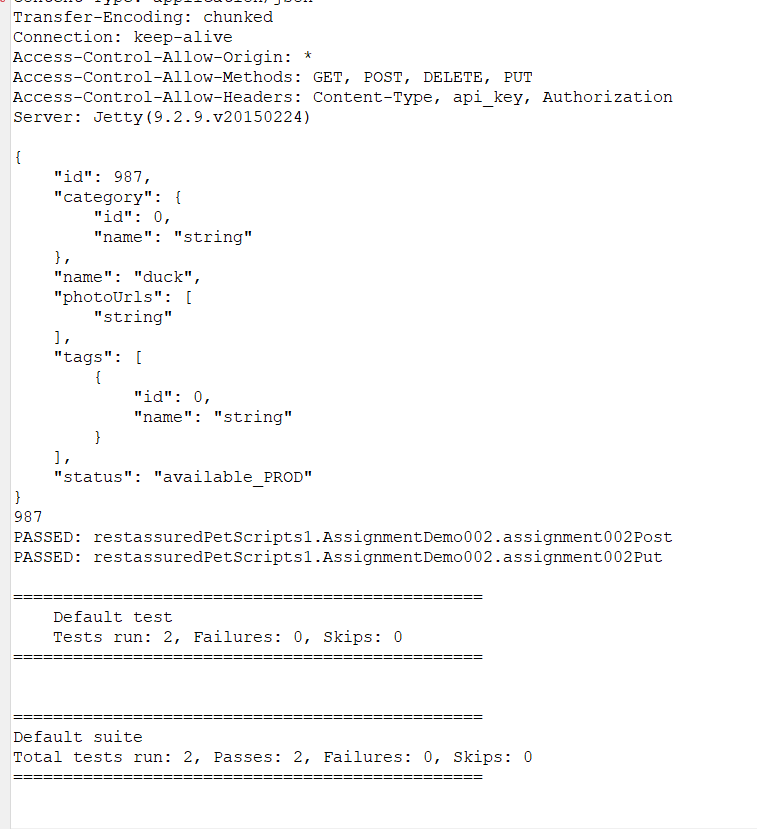 Content-Type: application/json
Transfer-Encoding: chunked
Connection: keep-alive
Access-Control-Allow-Origin: *
Access-Control-Allow-Methods: GET, POST, DELETE, PUT
Access-Control-Allow-Headers: Content-Type, api_key, Authorization
Server: Jetty(9.2.9.v20150224)
{
    "id": 987,
    "category": {
        "id": 0,
        "name": "string"
    },
    "name": "duck",
    "photoUrls": [
        "string"
    ],
    "tags": [
        {
            "id": 0,
            "name": "string"
        }
    ],
    "status": "available_PROD"
}
987
PASSED: restassuredPetScripts1.AssignmentDemo002.assignment002Post
PASSED: restassuredPetScripts1.AssignmentDemo002.assignment002Put
===============================================
    Default test
    Tests run: 2, Failures: 0, Skips: 0
===============================================
===============================================
Default suite
Total tests run: 2, Passes: 2, Failures: 0, Skips: 0
===============================================